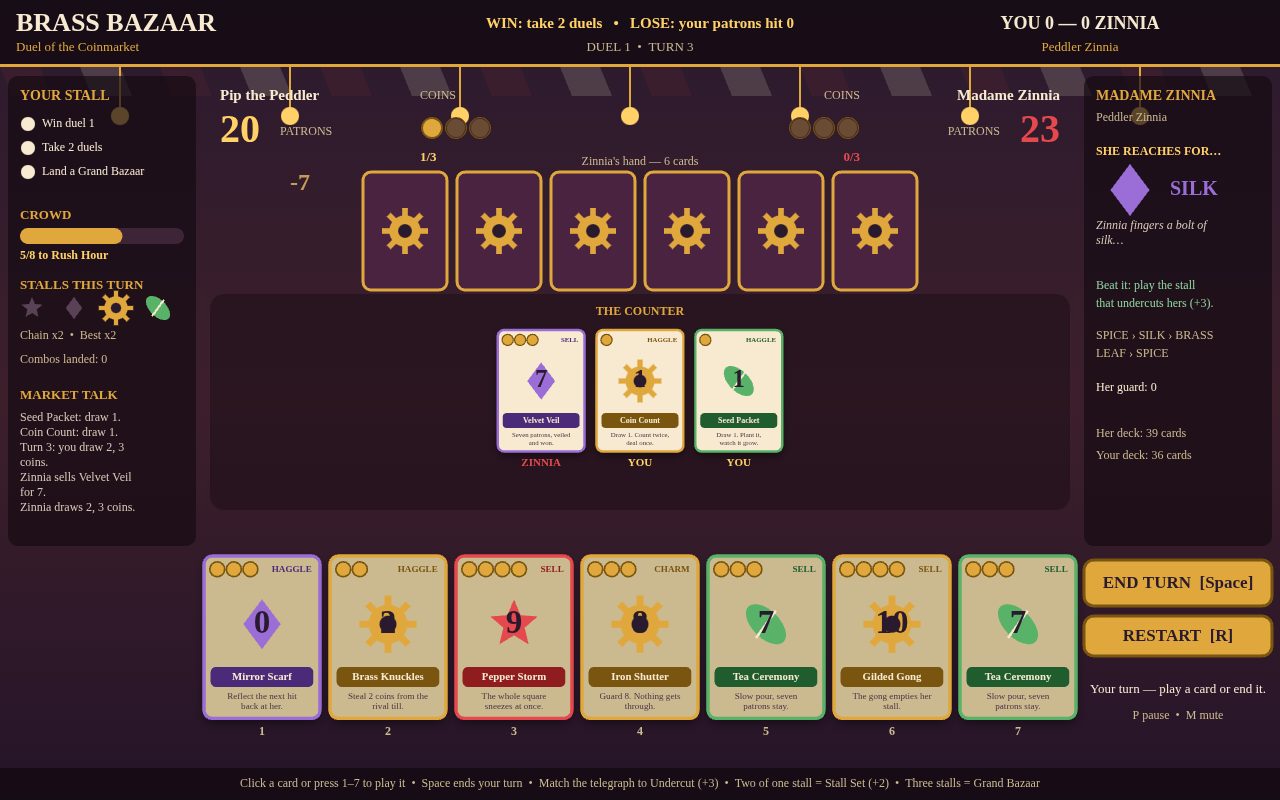 BRASS BAZAAR
Duel of the Coinmarket
WIN: take 2 duels • LOSE: your patrons hit 0
DUEL 1 • TURN 3
YOU 0 — 0 ZINNIA
Peddler Zinnia
YOUR STALL
Win duel 1
Take 2 duels
Land a Grand Bazaar
CROWD
5/8 to Rush Hour
STALLS THIS TURN
Chain x2 • Best x2
Combos landed: 0
MARKET TALK
Seed Packet: draw 1.
Coin Count: draw 1.
Turn 3: you draw 2, 3
coins.
Zinnia sells Velvet Veil
for 7.
Zinnia draws 2, 3 coins.
Pip the Peddler
20 PATRONS
COINS
1/3
-7
COINS
0/3
Madame Zinnia
PATRONS 23
Zinnia's hand — 6 cards
THE COUNTER
SELL
7
Velvet Veil
Seven patrons, veiled
and won.
ZINNIA
HAGGLE
1
Coin Count
Draw 1. Count twice,
deal once.
YOU
HAGGLE
1
Seed Packet
Draw 1. Plant it,
watch it grow.
YOU
MADAME ZINNIA
Peddler Zinnia
SHE REACHES FOR…
SILK
Zinnia fingers a bolt of
silk…
Beat it: play the stall
that undercuts hers (+3).
SPICE › SILK › BRASS
LEAF › SPICE
Her guard: 0
Her deck: 39 cards
Your deck: 36 cards
HAGGLE
0
Mirror Scarf
Reflect the next hit
back at her.
1
HAGGLE
2
Brass Knuckles
Steal 2 coins from the
rival till.
2
SELL
9
Pepper Storm
The whole square
sneezes at once.
3
CHARM
8
Iron Shutter
Guard 8. Nothing gets
through.
4
SELL
7
Tea Ceremony
Slow pour, seven
patrons stay.
5
SELL
10
Gilded Gong
The gong empties her
stall.
6
SELL
7
Tea Ceremony
Slow pour, seven
patrons stay.
7
END TURN [Space]
RESTART [R]
Your turn — play a card or end it.
P pause • M mute
Click a card or press 1–7 to play it • Space ends your turn • Match the telegraph to Undercut (+3) • Two of one stall = Stall Set (+2) • Three stalls = Grand Bazaar